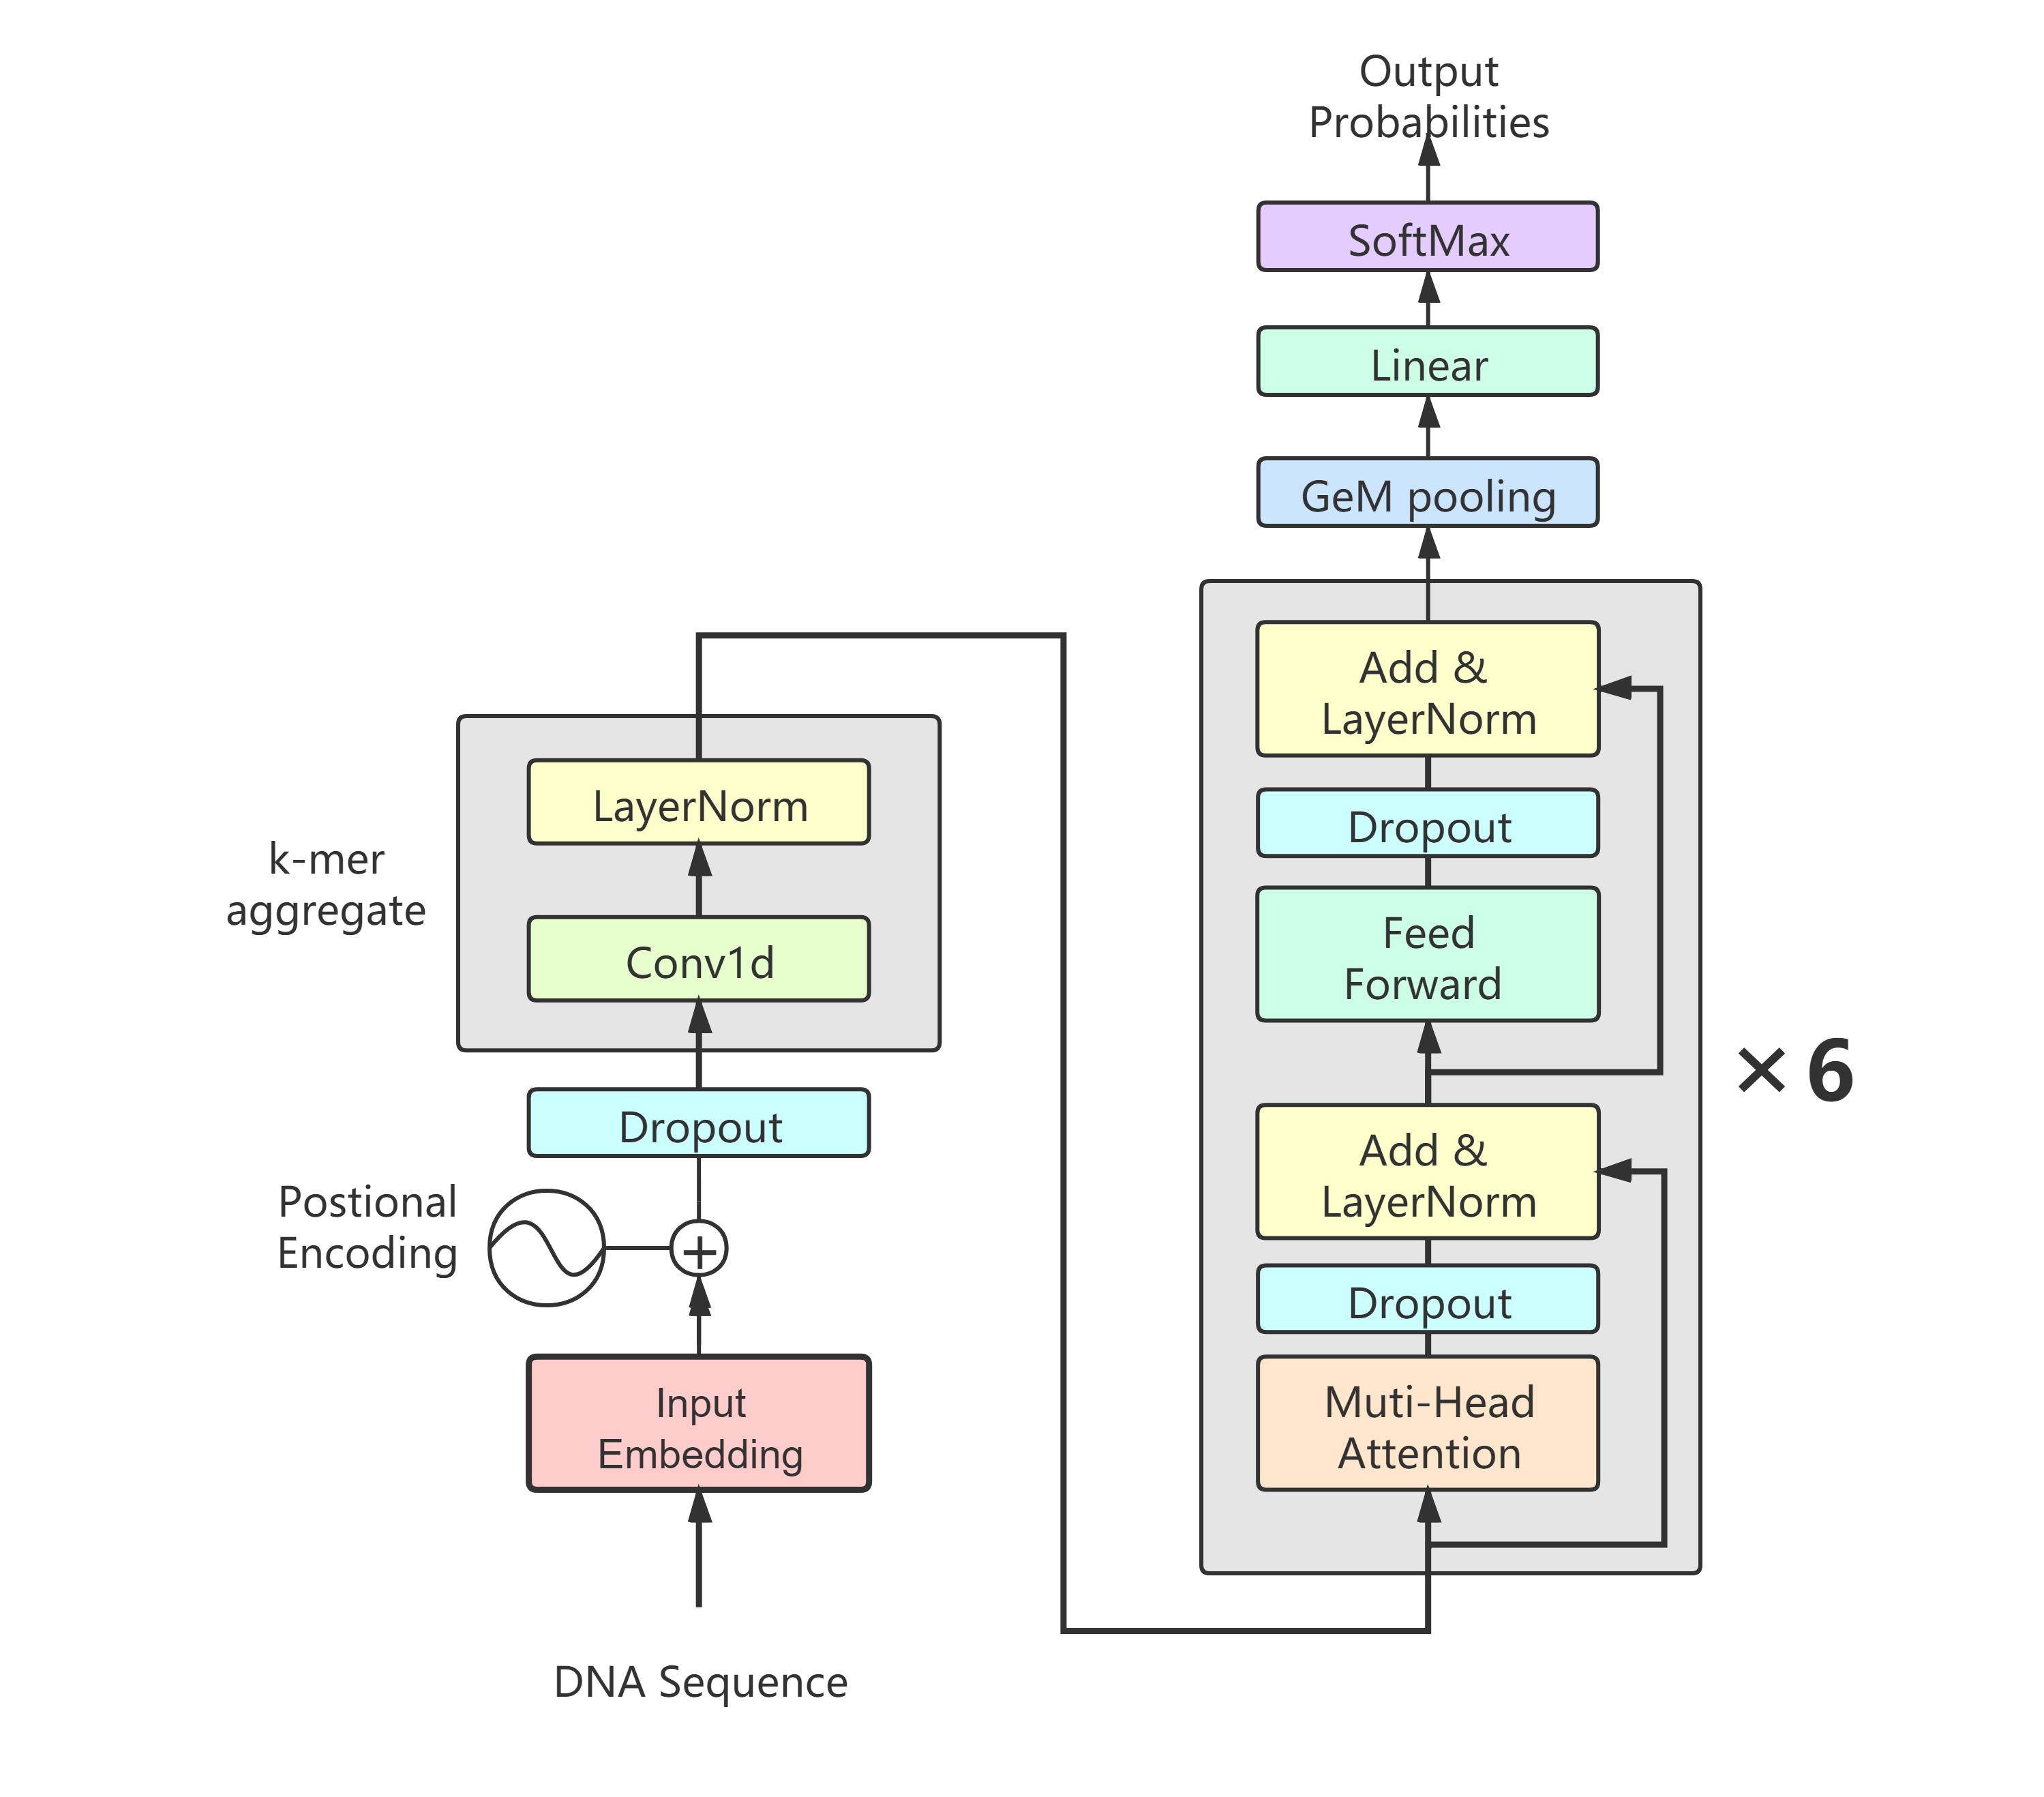 Output
Probabilities
SoftMax
Linear
GeM pooling
Add &
LayerNorm
Dropout
Feed
Forward
Add &
LayerNorm
Dropout
Muti-Head
Attention
× 6
LayerNorm
Conv1d
k-mer
aggregate
Dropout
Postional
Encoding
+
Input
Embedding
DNA Sequence